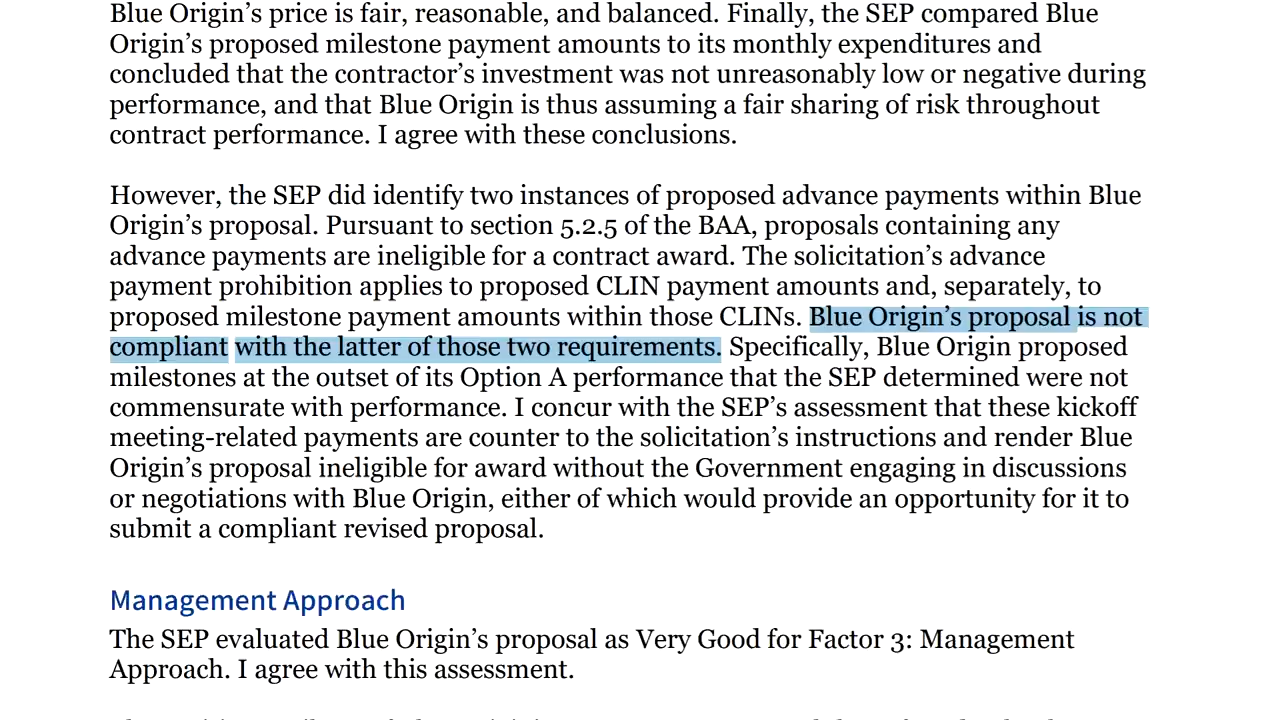 Blue Origin’s price is fair, reasonable, and balanced. Finally, the SEP compared Blue
Origin’s proposed milestone payment amounts to its monthly expenditures and
concluded that the contractor’s investment was not unreasonably low or negative during
performance, and that Blue Origin is thus assuming a fair sharing of risk throughout
contract performance. I agree with these conclusions.
However, the SEP did identify two instances of proposed advance payments within Blue
Origin’s proposal. Pursuant to section 5.2.5 of the BAA, proposals containing any
advance payments are ineligible for a contract award. The solicitation’s advance
payment prohibition applies to proposed CLIN payment amounts and, separately, to
proposed milestone payment amounts within those CLINs. Blue Origin’s proposal is not
compliant with the latter of those two requirements. Specifically, Blue Origin proposed
milestones at the outset of its Option A performance that the SEP determined were not
commensurate with performance. I concur with the SEP’s assessment that these kickoff
meeting-related payments are counter to the solicitation’s instructions and render Blue
Origin’s proposal ineligible for award without the Government engaging in discussions
or negotiations with Blue Origin, either of which would provide an opportunity for it to
submit a compliant revised proposal.
Management Approach
The SEP evaluated Blue Origin’s proposal as Very Good for Factor 3: Management
Approach. I agree with this assessment.